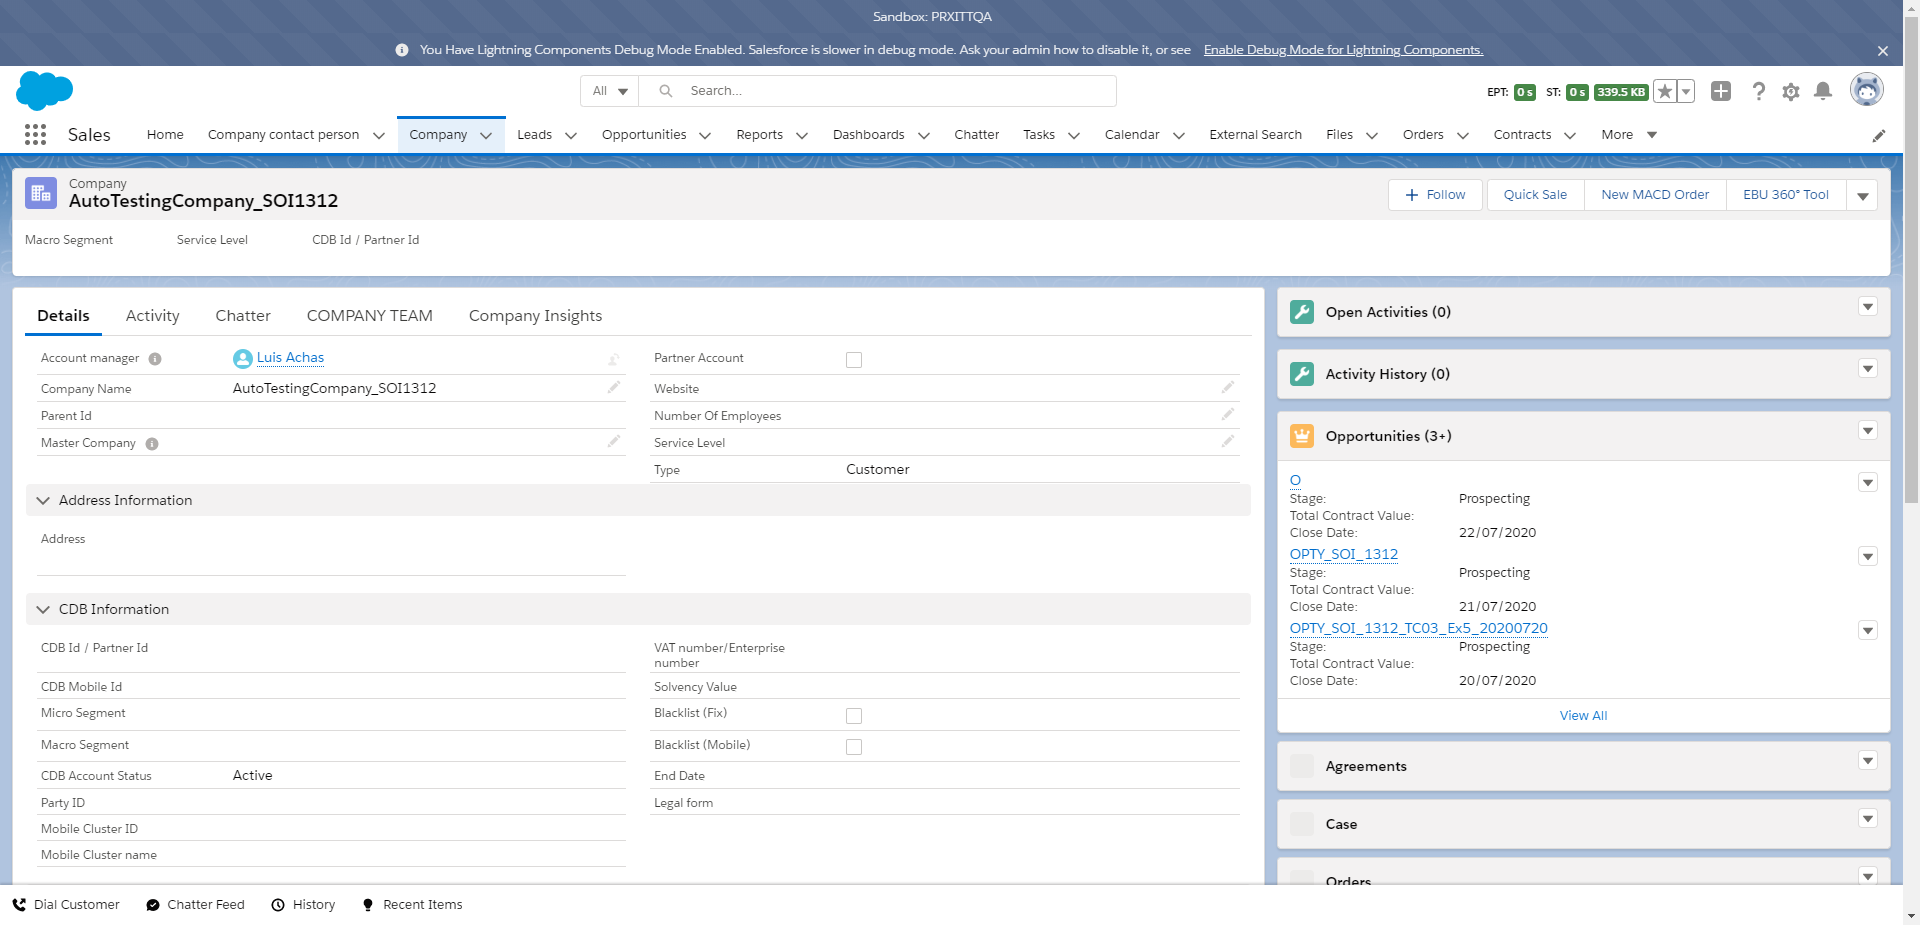 Sandbox: PRXITTQA
You Have Lightning Components Debug Mode Enabled. Salesforce is slower in debug mode. Ask your admin how to disable it, or see Enable Debug Mode for Lightning Components.
All Search... EPT: 0 s ST: 0 s 339.5 KB
Sales Home Company contact person Company Leads Opportunities Reports Dashboards Chatter Tasks Calendar External Search Files Orders Contracts More
Company
AutoTestingCompany_SOI1312
Follow Quick Sale New MACD Order EBU 360° Tool
Macro Segment Service Level CDB Id / Partner Id
Details Activity Chatter COMPANY TEAM Company Insights
Account manager Luis Achas Partner Account
Company Name AutoTestingCompany_SOI1312 Website
Parent Id Number Of Employees
Master Company Service Level
Type Customer
Address Information
Address
CDB Information
CDB Id / Partner Id VAT number/Enterprise
number
CDB Mobile Id Solvency Value
Micro Segment Blacklist (Fix)
Macro Segment Blacklist (Mobile)
CDB Account Status Active End Date
Party ID Legal form
Mobile Cluster ID
Mobile Cluster name
Open Activities (0)
Activity History (0)
Opportunities (3+)
O
Stage: Prospecting
Total Contract Value:
Close Date: 22/07/2020
OPTY_SOI_1312
Stage: Prospecting
Total Contract Value:
Close Date: 21/07/2020
OPTY_SOI_1312_TC03_Ex5_20200720
Stage: Prospecting
Total Contract Value:
Close Date: 20/07/2020
View All
Agreements
Case
Orders
Dial Customer Chatter Feed History Recent Items